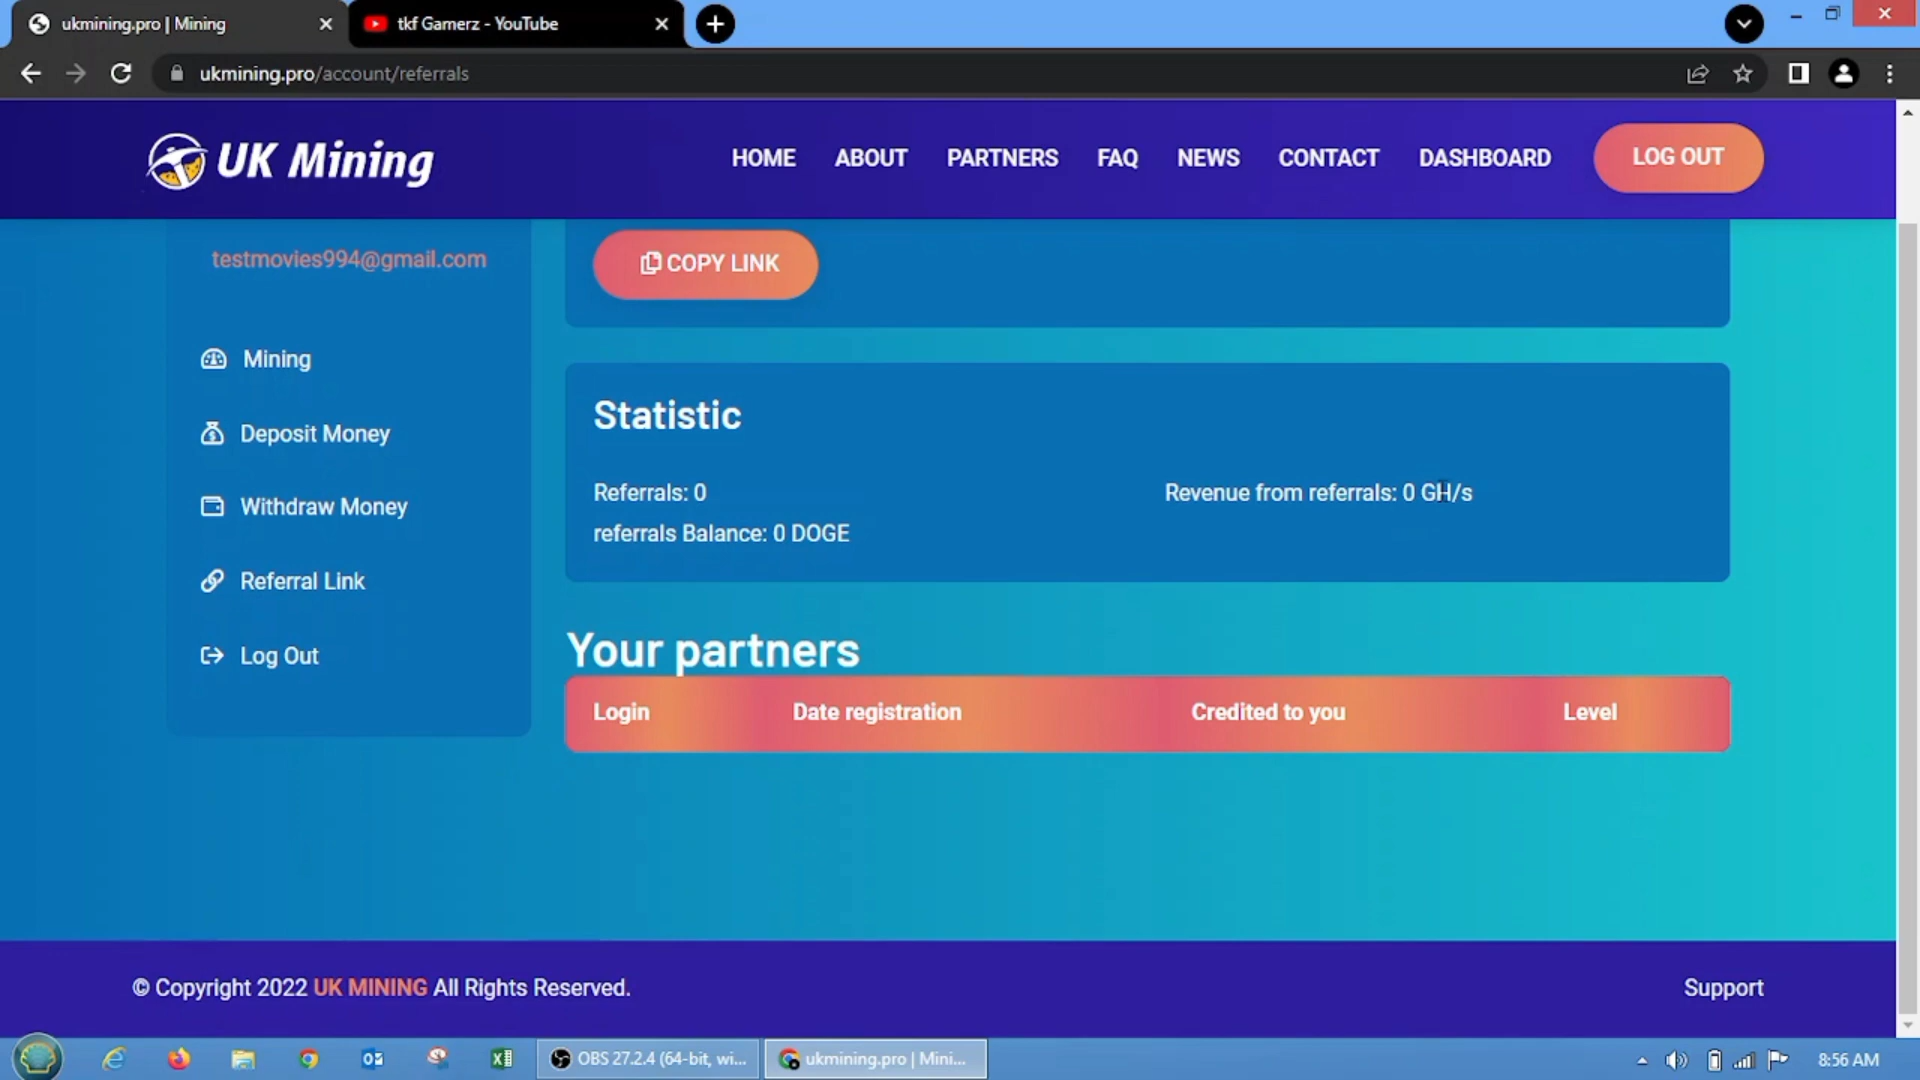 ukmining.pro | Mining
tkf Gamerz - YouTube
ukmining.pro/account/referrals
UK Mining
HOME ABOUT PARTNERS FAQ NEWS CONTACT DASHBOARD LOG OUT
testmovies994@gmail.com
Mining
Deposit Money
Withdraw Money
Referral Link
Log Out
COPY LINK
Statistic
Referrals: 0
Revenue from referrals: 0 GH/s
referrals Balance: 0 DOGE
Your partners
Login Date registration Credited to you Level
© Copyright 2022 UK MINING All Rights Reserved.
Support
OBS 27.2.4 (64-bit, wi...
ukmining.pro | Mini...
8:56 AM